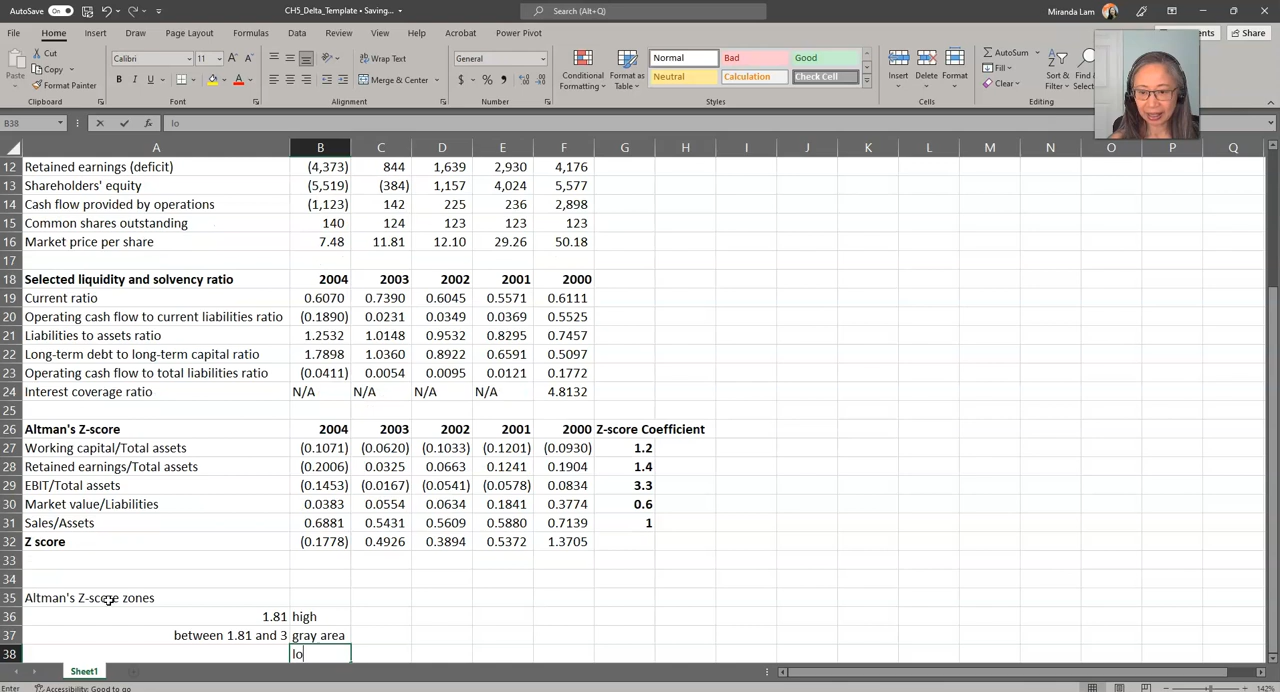 AutoSave On CH5_Delta_Template • Saving... Search (Alt+Q) Miranda Lam
File Home Insert Draw Page Layout Formulas Data Review View Help Acrobat Power Pivot Share
Paste Cut Copy Format Painter Clipboard
Calibri 11 B I U Font
Wrap Text Merge & Center Alignment
General $ % Number
Conditional Formatting Format as Table Normal Bad Good Neutral Calculation Check Cell Styles
Insert Delete Format Cells
AutoSum Fill Clear Sort & Editing
B38 fx lo
A B C D E F G H I J K L M N O P Q
12 Retained earnings (deficit) (4,373) 844 1,639 2,930 4,176
13 Shareholders' equity (5,519) (384) 1,157 4,024 5,577
14 Cash flow provided by operations (1,123) 142 225 236 2,898
15 Common shares outstanding 140 124 123 123 123
16 Market price per share 7.48 11.81 12.10 29.26 50.18
17
18 Selected liquidity and solvency ratio 2004 2003 2002 2001 2000
19 Current ratio 0.6070 0.7390 0.6045 0.5571 0.6111
20 Operating cash flow to current liabilities ratio (0.1890) 0.0231 0.0349 0.0369 0.5525
21 Liabilities to assets ratio 1.2532 1.0148 0.9532 0.8295 0.7457
22 Long-term debt to long-term capital ratio 1.7898 1.0360 0.8922 0.6591 0.5097
23 Operating cash flow to total liabilities ratio (0.0411) 0.0054 0.0095 0.0121 0.1772
24 Interest coverage ratio N/A N/A N/A N/A 4.8132
25
26 Altman's Z-score 2004 2003 2002 2001 2000 Z-score Coefficient
27 Working capital/Total assets (0.1071) (0.0620) (0.1033) (0.1201) (0.0930) 1.2
28 Retained earnings/Total assets (0.2006) 0.0325 0.0663 0.1241 0.1904 1.4
29 EBIT/Total assets (0.1453) (0.0167) (0.0541) (0.0578) 0.0834 3.3
30 Market value/Liabilities 0.0383 0.0554 0.0634 0.1841 0.3774 0.6
31 Sales/Assets 0.6881 0.5431 0.5609 0.5880 0.7139 1
32 Z score (0.1778) 0.4926 0.3894 0.5372 1.3705
33
34
35 Altman's Z-score zones
36 1.81 high
37 between 1.81 and 3 gray area
38 lo
Sheet1
Enter Accessibility: Good to go 142%